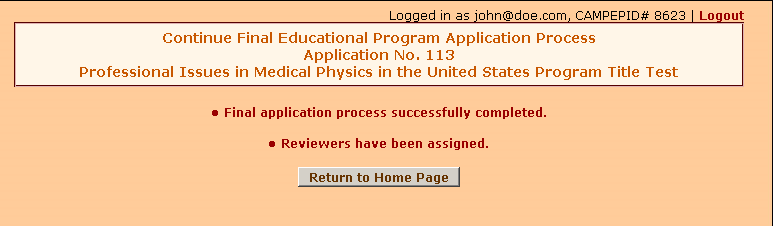 Logged in as john@doe.com, CAMPEPID# 8623 | Logout
Continue Final Educational Program Application Process
Application No. 113
Professional Issues in Medical Physics in the United States Program Title Test
• Final application process successfully completed.
• Reviewers have been assigned.
Return to Home Page